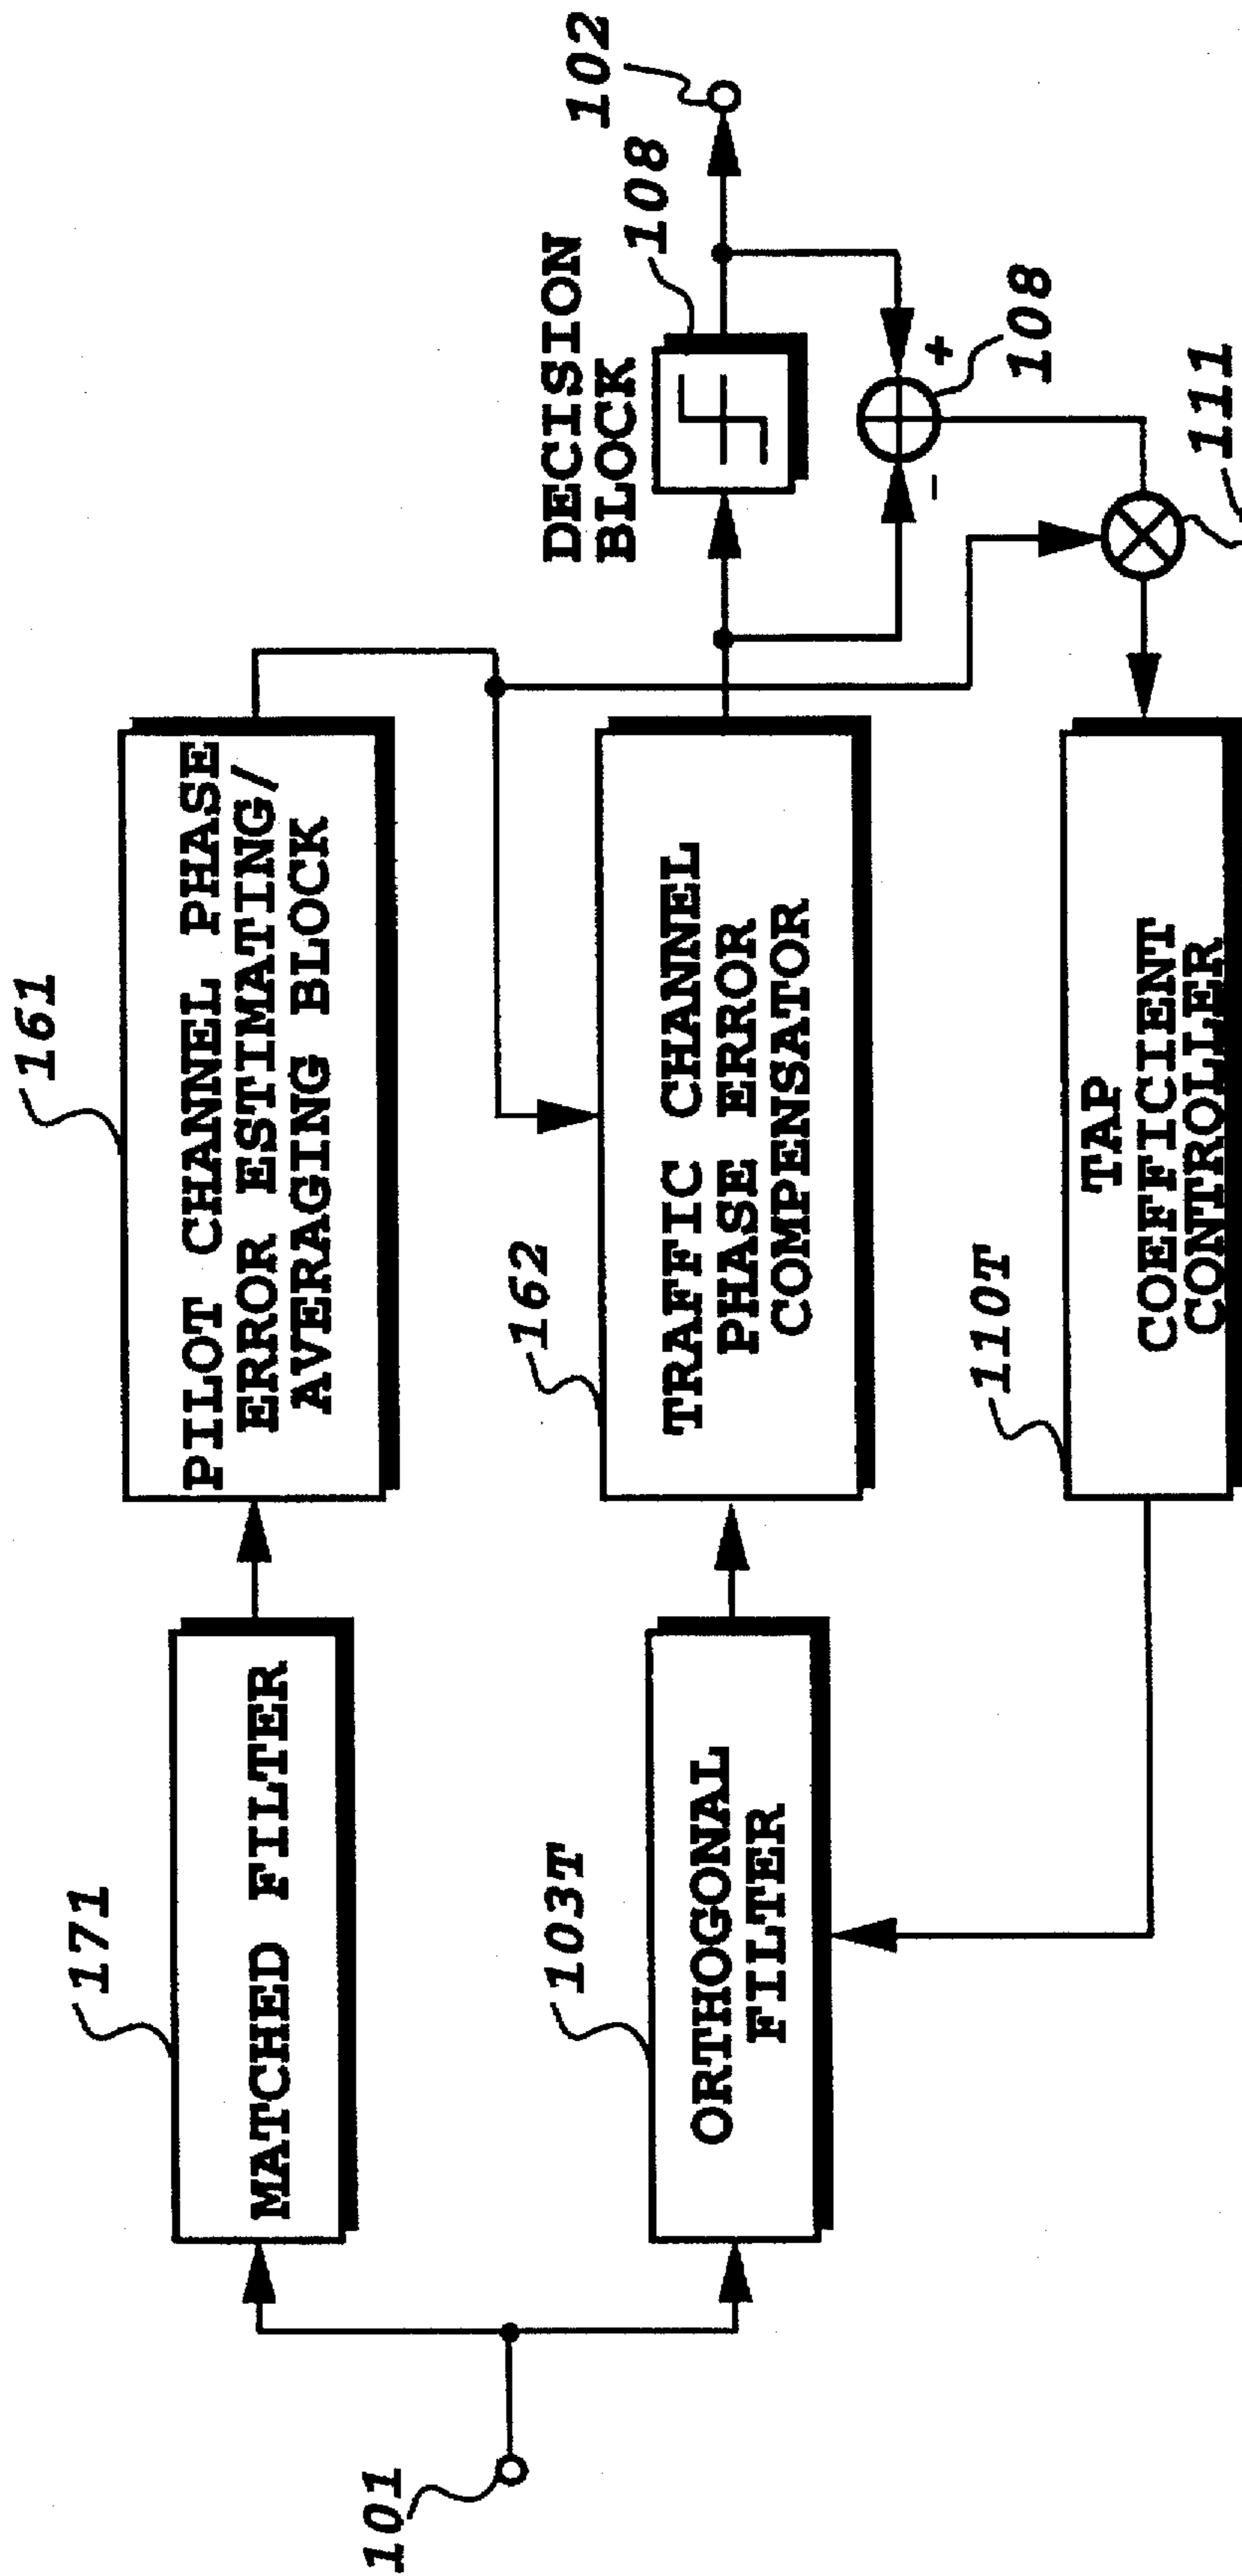 101
171
MATCHED FILTER
161
PILOT CHANNEL PHASE
ERROR ESTIMATING/
AVERAGING BLOCK
103T
ORTHOGONAL
FILTER
162
TRAFFIC CHANNEL
PHASE ERROR
COMPENSATOR
DECISION
BLOCK
108
102
-
+
108
111
110T
TAP
COEFFICIENT
CONTROLLER